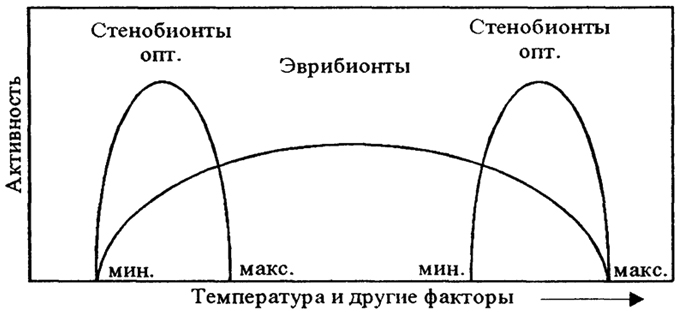 Стенобионты
опт.
Стенобионты
опт.
Эврибионты
Активность
мин.
макс.
мин.
макс.
Температура и другие факторы